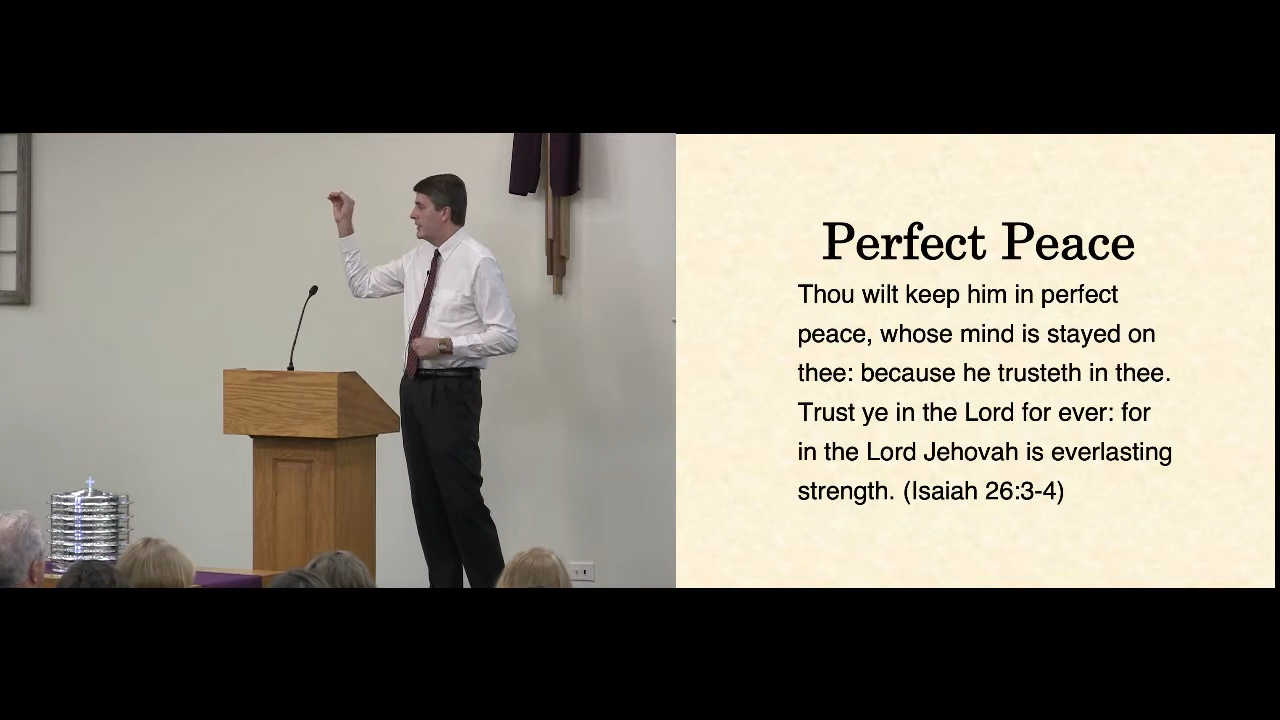 Perfect Peace
Thou wilt keep him in perfect
peace, whose mind is stayed on
thee: because he trusteth in thee.
Trust ye in the Lord for ever: for
in the Lord Jehovah is everlasting
strength. (Isaiah 26:3-4)